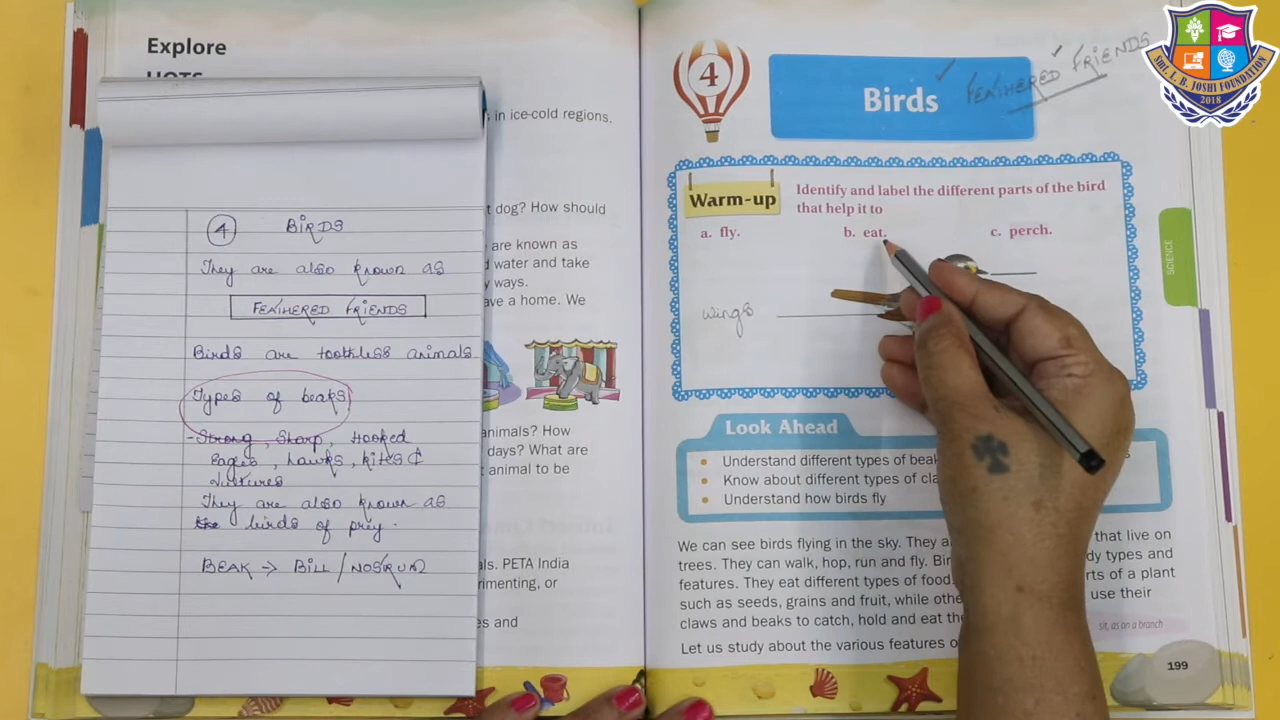 Explore
HOTS
in ice-cold regions.
t dog? How should
are known as
d water and take
y ways.
ave a home. We
animals? How
days? What are
t animal to be
als. PETA India
rimenting, or
es and
4 BIRDS
They are also known as
FEATHERED FRIENDS
Birds are toothless animals
Types of beaks
- Strong, Sharp, Hooked
Eagles, hawks, kites &
vultures
They are also known as
the birds of prey.
BEAK → BILL / NOSRUM
4
Birds
FEATHERED FRIENDS
SHI. L. B. JOSHI FOUNDATION
2018
Warm-up
Identify and label the different parts of the bird
that help it to
a. fly. b. eat. c. perch.
wings
Look Ahead
• Understand different types of bea
• Know about different types of cla
• Understand how birds fly
We can see birds flying in the sky. They a that live on
trees. They can walk, hop, run and fly. Bir dy types and
features. They eat different types of food. rts of a plant
such as seeds, grains and fruit, while othe use their
claws and beaks to catch, hold and eat the
sit, as on a branch
Let us study about the various features o
SCIENCE
199